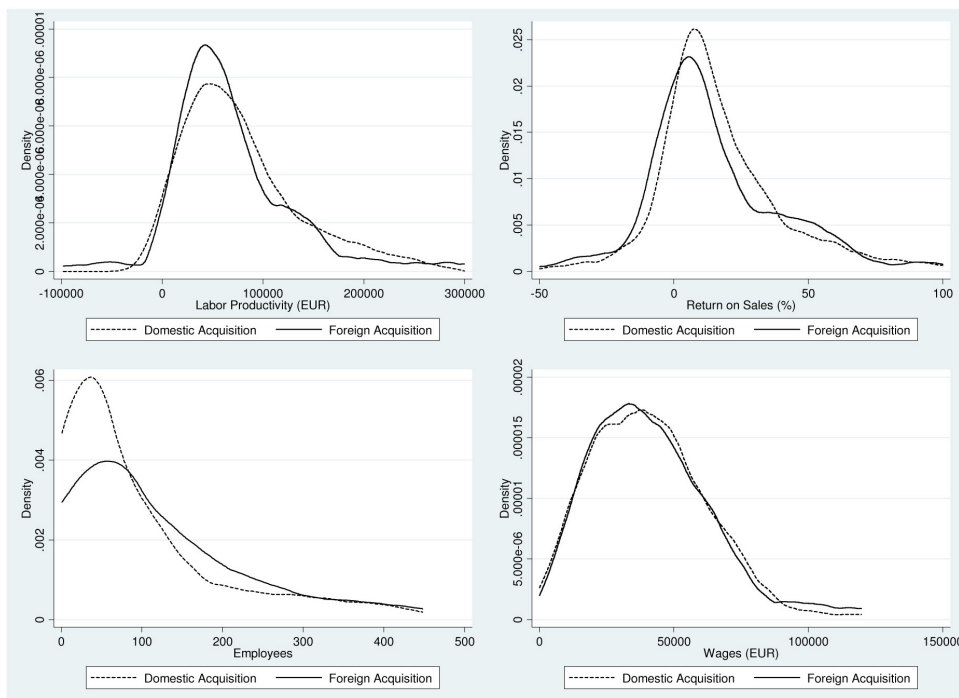 Density
0 2.000e-06 4.000e-06 6.000e-06 8.000e-06 .00001
-100000 0 100000 200000 300000
Labor Productivity (EUR)
Domestic Acquisition Foreign Acquisition
Density
0 .005 .01 .015 .02 .025
-50 0 50 100
Return on Sales (%)
Domestic Acquisition Foreign Acquisition
Density
0 .002 .004 .006
0 100 200 300 400 500
Employees
Domestic Acquisition Foreign Acquisition
Density
0 5.000e-06 .00001 .000015 .00002
0 50000 100000 150000
Wages (EUR)
Domestic Acquisition Foreign Acquisition